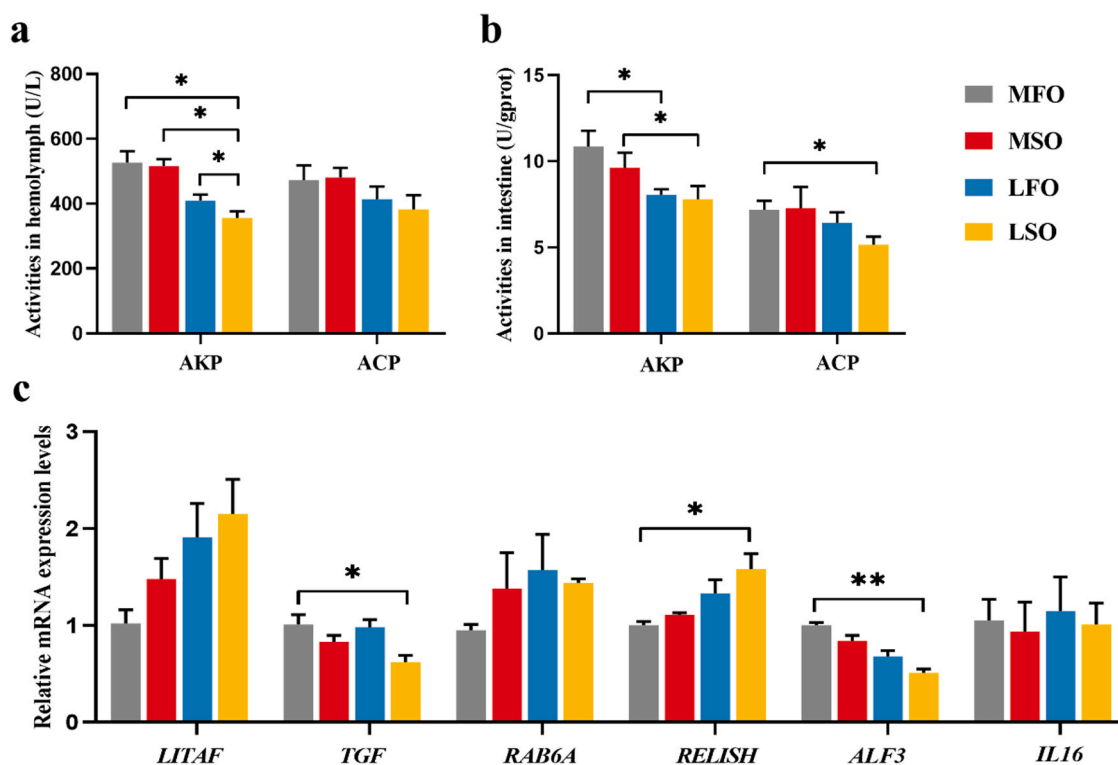 a
b
Activities in hemolymph (U/L)
800
600
400
200
0
*
*
*
AKP
ACP
Activities in intestine (U/gprot)
15
10
5
0
*
*
*
AKP
ACP
MFO
MSO
LFO
LSO
c
Relative mRNA expression levels
3
2
1
0
*
*
**
LITAF
TGF
RAB6A
RELISH
ALF3
IL16